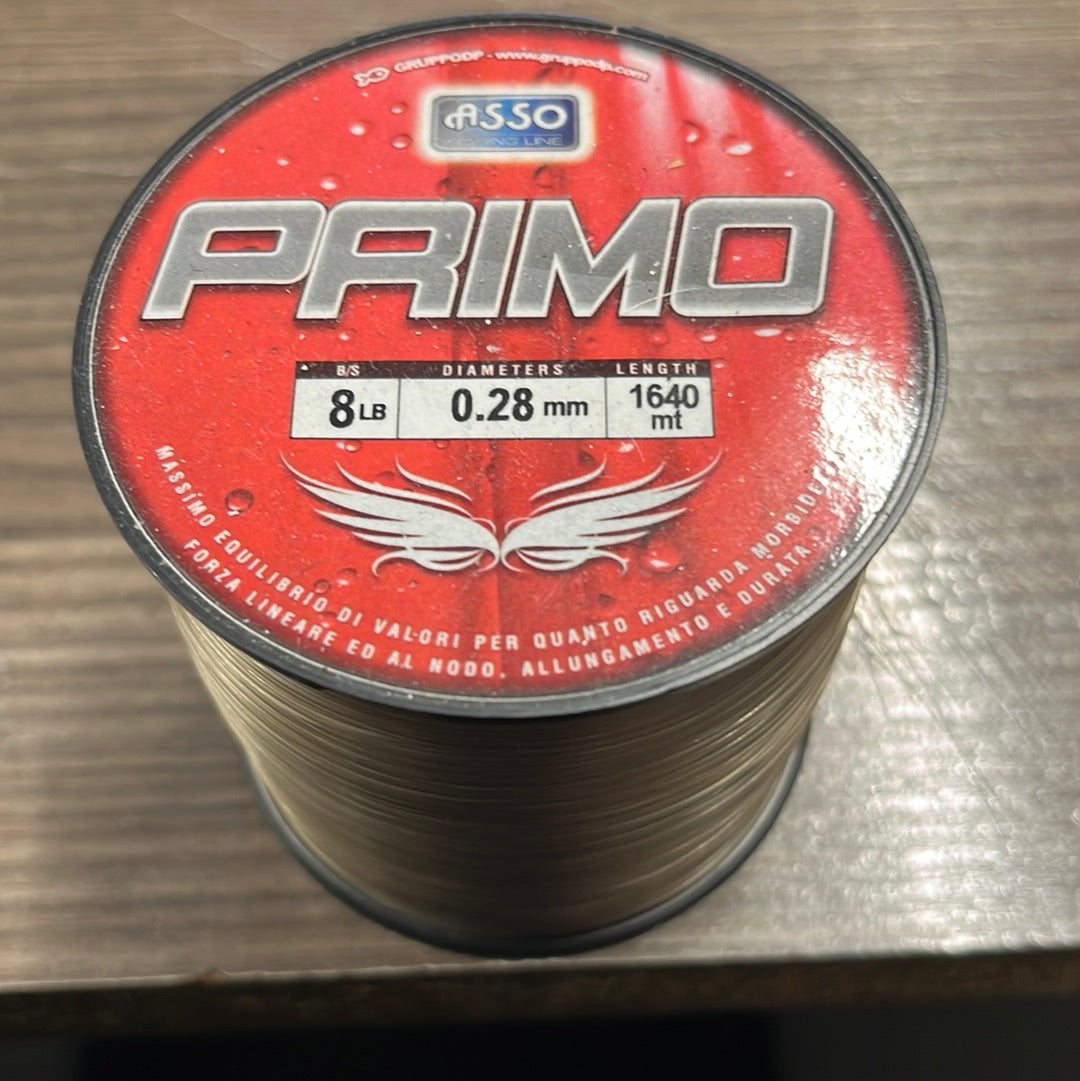 GRUPPODP - www.gruppodp.com
ASSO
FISHING LINE
PRIMO
B/S DIAMETERS LENGTH
8 LB 0.28 mm 1640 mt
MASSIMO EQUILIBRIO DI VALORI PER QUANTO RIGUARDA MORBIDEZZA
FORZA LINEARE ED AL NODO, ALLUNGAMENTO E DURATA.